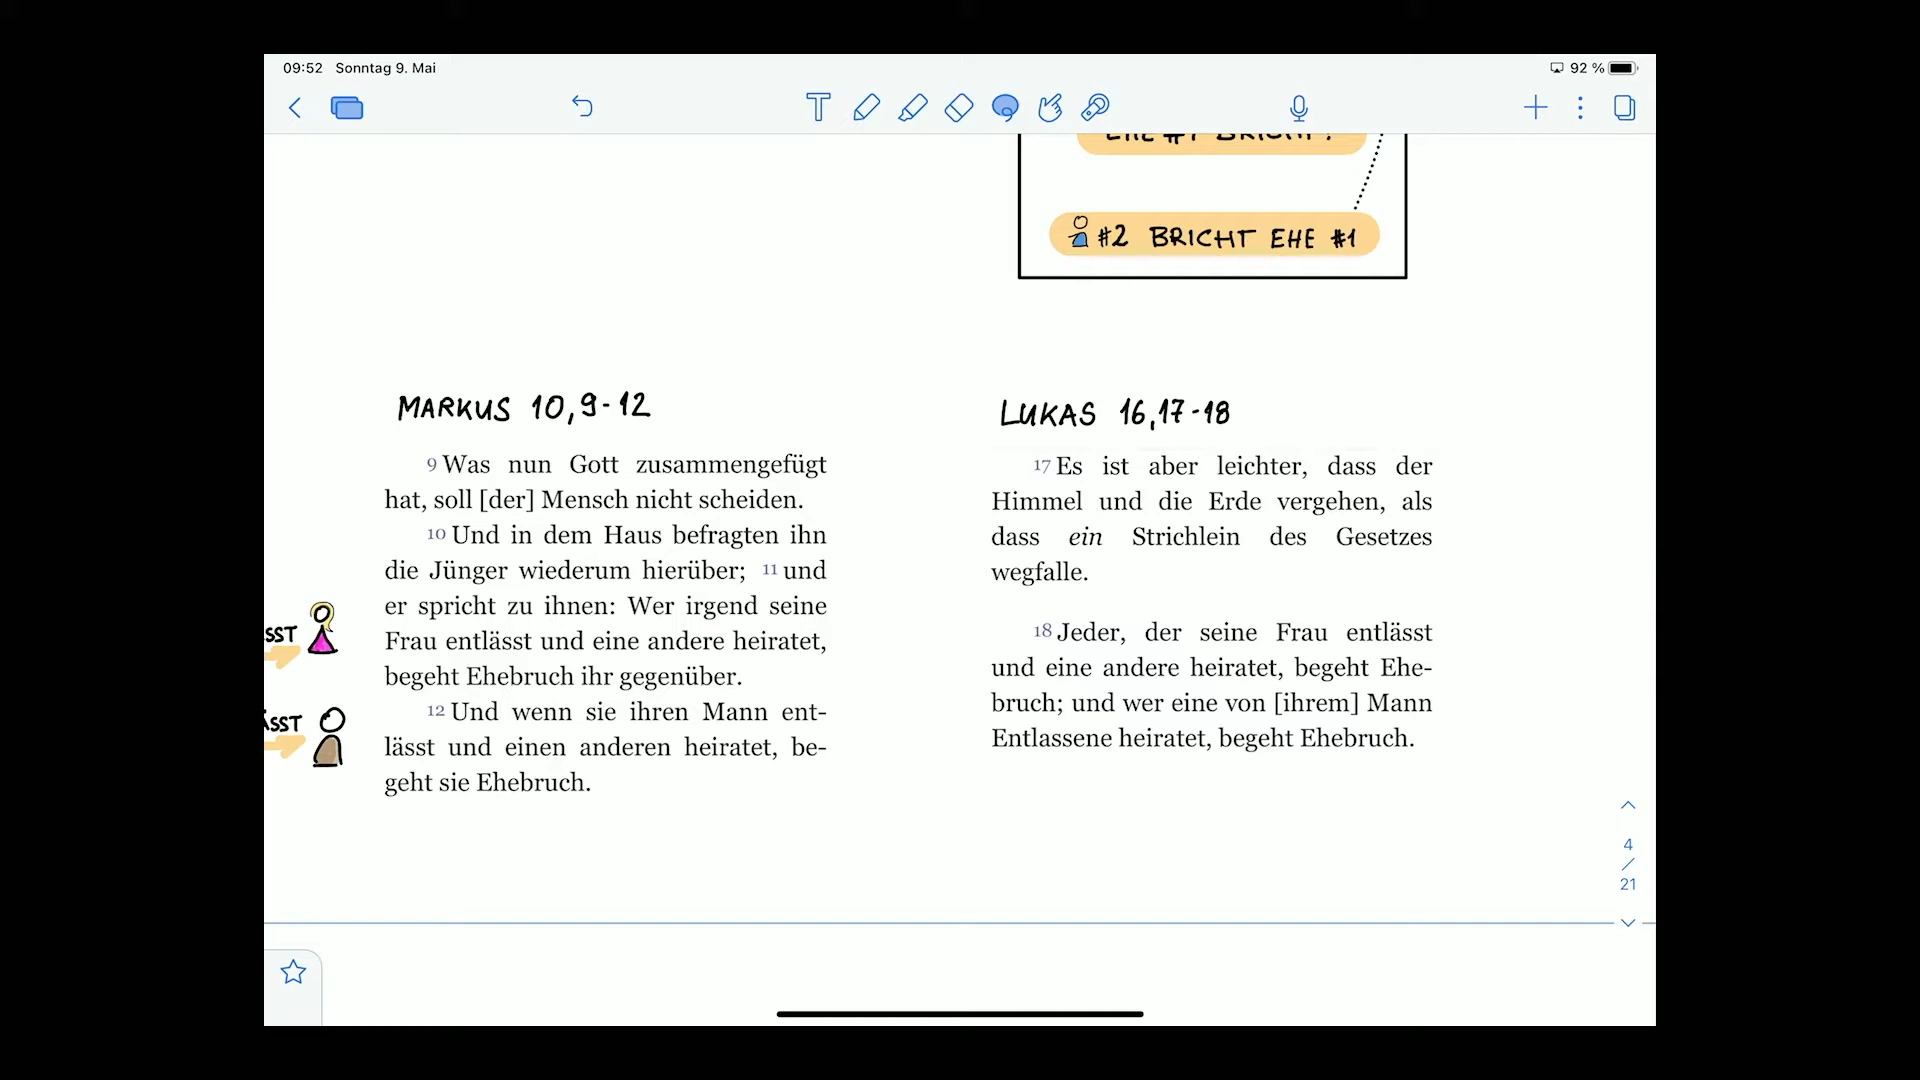 09:52 Sonntag 9. Mai
92 %
EHE #1 BRICHT?
#2 BRICHT EHE #1
MARKUS 10,9-12
9 Was nun Gott zusammengefügt
hat, soll [der] Mensch nicht scheiden.
10 Und in dem Haus befragten ihn
die Jünger wiederum hierüber; 11 und
er spricht zu ihnen: Wer irgend seine
Frau entlässt und eine andere heiratet,
begeht Ehebruch ihr gegenüber.
12 Und wenn sie ihren Mann ent-
lässt und einen anderen heiratet, be-
geht sie Ehebruch.
SST
ÄSST
LUKAS 16,17-18
17 Es ist aber leichter, dass der
Himmel und die Erde vergehen, als
dass ein Strichlein des Gesetzes
wegfalle.
18 Jeder, der seine Frau entlässt
und eine andere heiratet, begeht Ehe-
bruch; und wer eine von [ihrem] Mann
Entlassene heiratet, begeht Ehebruch.
4
/
21